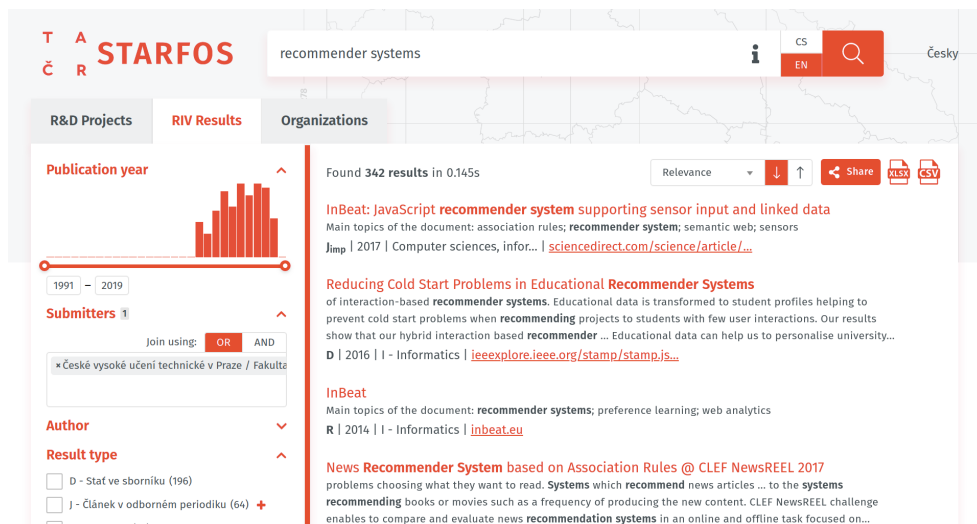 T A
Č R
STARFOS
recommender systems
CS
EN
Česky
R&D Projects
RIV Results
Organizations
Publication year
1991 – 2019
Submitters 1
Join using: OR AND
× České vysoké učení technické v Praze / Fakulta
Author
Result type
D - Stať ve sborníku (196)
J - Článek v odborném periodiku (64) +
Found 342 results in 0.145s
Relevance
Share
XLSX
CSV
InBeat: JavaScript recommender system supporting sensor input and linked data
Main topics of the document: association rules; recommender system; semantic web; sensors
Jimp | 2017 | Computer sciences, infor... | sciencedirect.com/science/article/...
Reducing Cold Start Problems in Educational Recommender Systems
of interaction-based recommender systems. Educational data is transformed to student profiles helping to
prevent cold start problems when recommending projects to students with few user interactions. Our results
show that our hybrid interaction based recommender ... Educational data can help us to personalise university...
D | 2016 | I - Informatics | ieeexplore.ieee.org/stamp/stamp.js...
InBeat
Main topics of the document: recommender systems; preference learning; web analytics
R | 2014 | I - Informatics | inbeat.eu
News Recommender System based on Association Rules @ CLEF NewsREEL 2017
problems choosing what they want to read. Systems which recommend news articles ... to the systems
recommending books or movies such as a frequency of producing the new content. CLEF NewsREEL challenge
enables to compare and evaluate news recommendation systems in an online and offline task focused on...